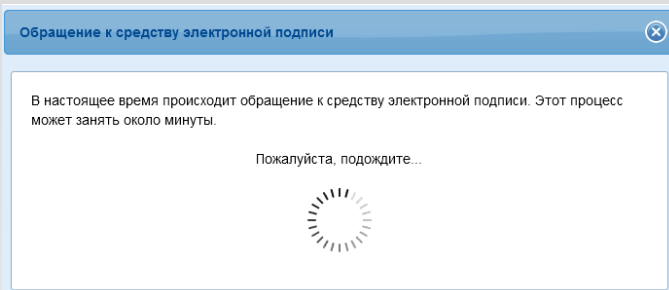 Обращение к средству электронной подписи
В настоящее время происходит обращение к средству электронной подписи. Этот процесс
может занять около минуты.
Пожалуйста, подождите...